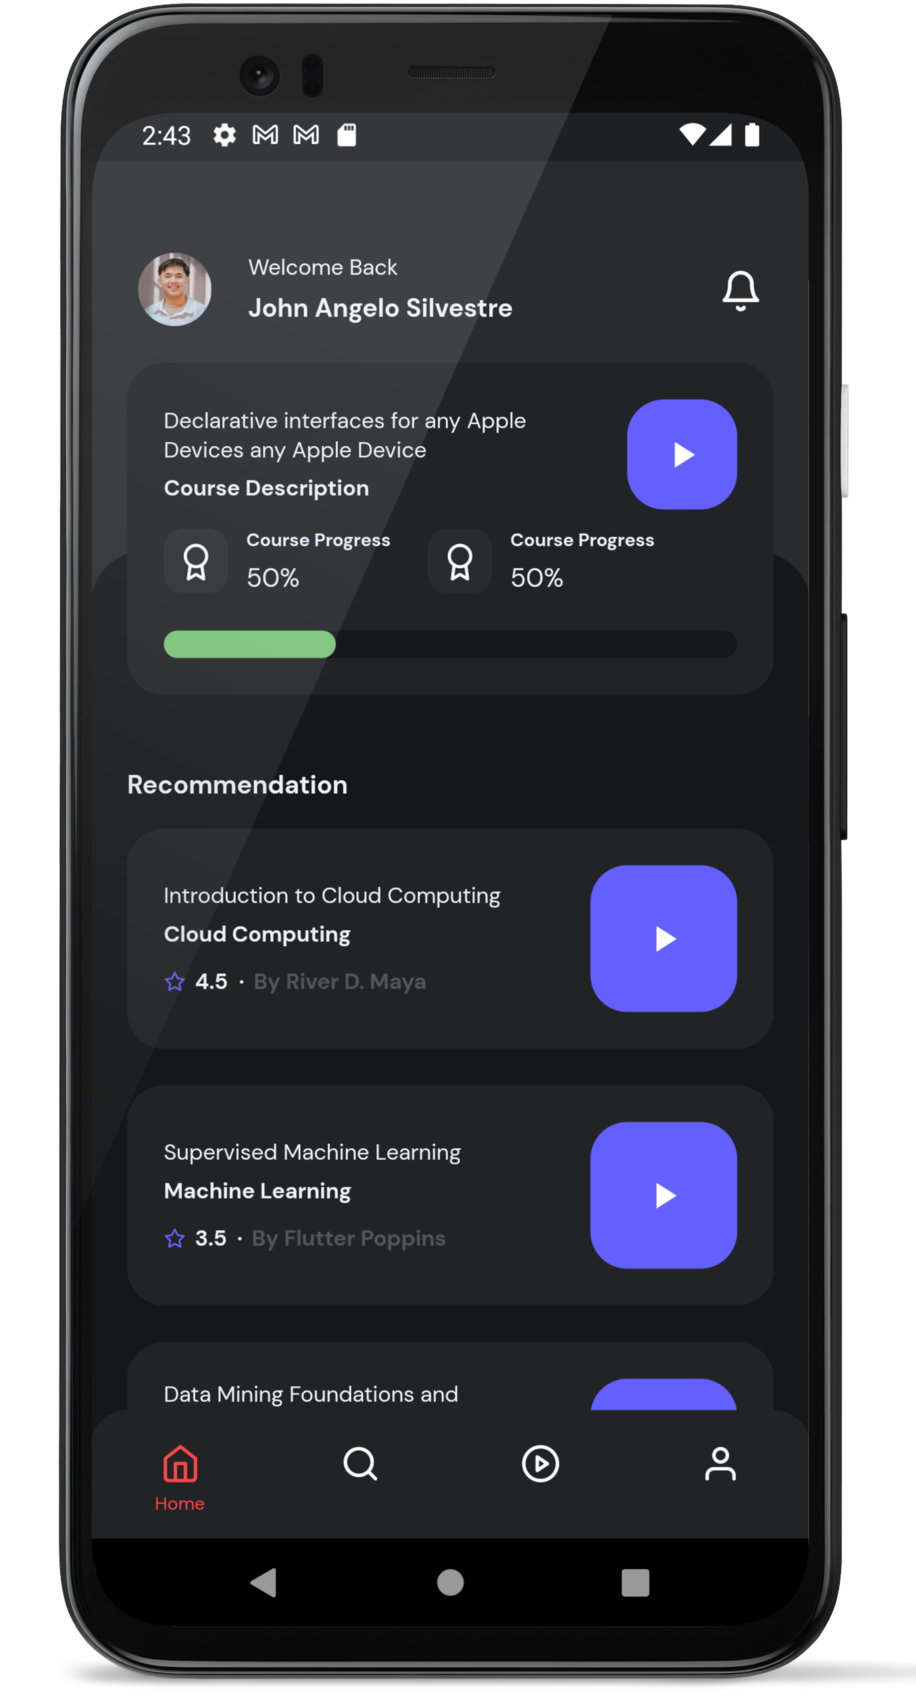 2:43
Welcome Back
John Angelo Silvestre
Declarative interfaces for any Apple
Devices any Apple Device
Course Description
Course Progress
50%
Course Progress
50%
Recommendation
Introduction to Cloud Computing
Cloud Computing
4.5 · By River D. Maya
Supervised Machine Learning
Machine Learning
3.5 · By Flutter Poppins
Data Mining Foundations and
Home